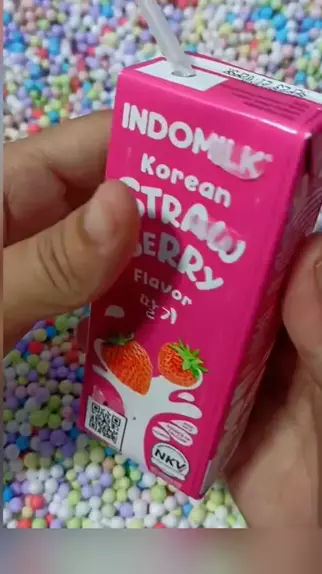 INDOMILK
Korean
STRAW
BERRY
Flavor
딸기
NKV